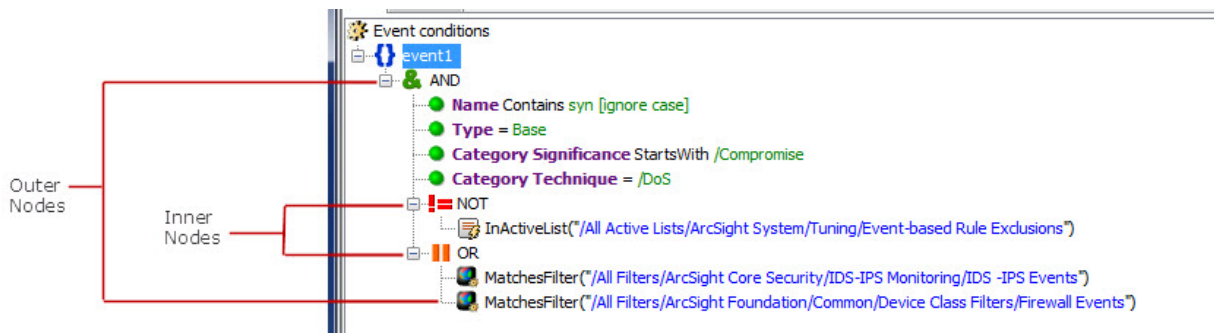 Event conditions
event1
AND
Name Contains syn [ignore case]
Type = Base
Category Significance StartsWith /Compromise
Category Technique = /DoS
Outer
Nodes
Inner
Nodes
!= NOT
InActiveList("/All Active Lists/ArcSight System/Tuning/Event-based Rule Exclusions")
OR
MatchesFilter("/All Filters/ArcSight Core Security/IDS-IPS Monitoring/IDS -IPS Events")
MatchesFilter("/All Filters/ArcSight Foundation/Common/Device Class Filters/Firewall Events")